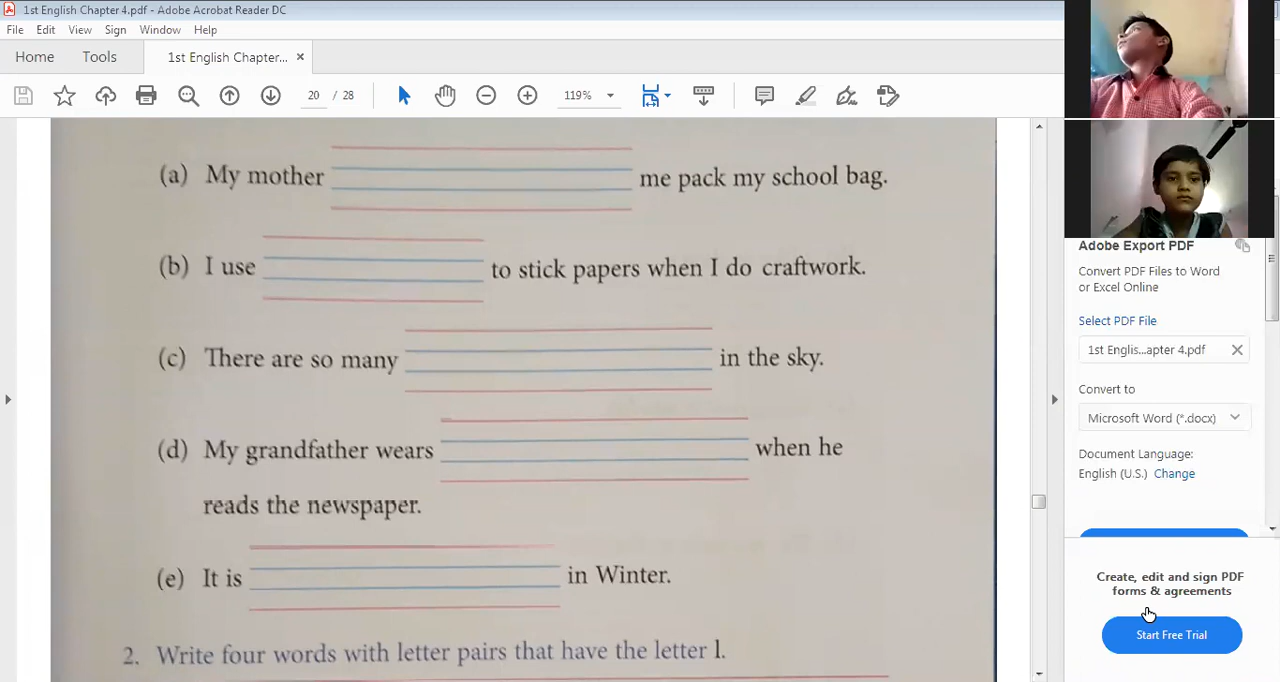 1st English Chapter 4.pdf - Adobe Acrobat Reader DC
File Edit View Sign Window Help
Home Tools 1st English Chapter... ×
20 / 28 119%
(a) My mother me pack my school bag.
(b) I use to stick papers when I do craftwork.
(c) There are so many in the sky.
(d) My grandfather wears when he
reads the newspaper.
(e) It is in Winter.
2. Write four words with letter pairs that have the letter l.
Adobe Export PDF
Convert PDF Files to Word
or Excel Online
Select PDF File
1st Englis...apter 4.pdf
Convert to
Microsoft Word (*.docx)
Document Language:
English (U.S.) Change
Create, edit and sign PDF
forms & agreements
Start Free Trial